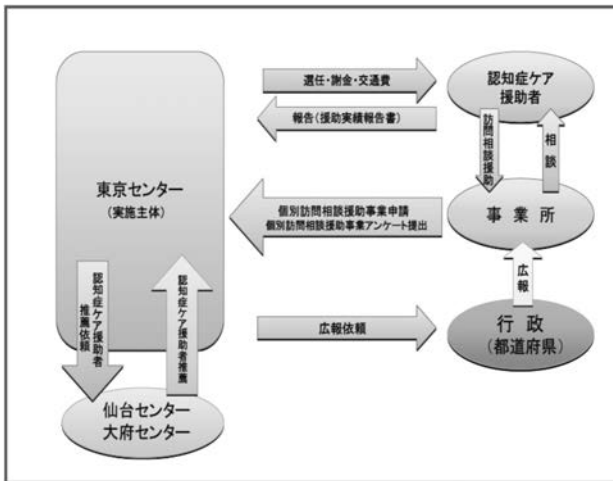 選任・謝金・交通費
報告(援助実績報告書)
認知症ケア
援助者
訪問相談援助
相談
東京センター
(実施主体)
個別訪問相談援助事業申請
個別訪問相談援助事業アンケート提出
事業所
広報
認知症ケア援助者
推薦依頼
認知症ケア援助者推薦
広報依頼
行政
(都道府県)
仙台センター
大府センター